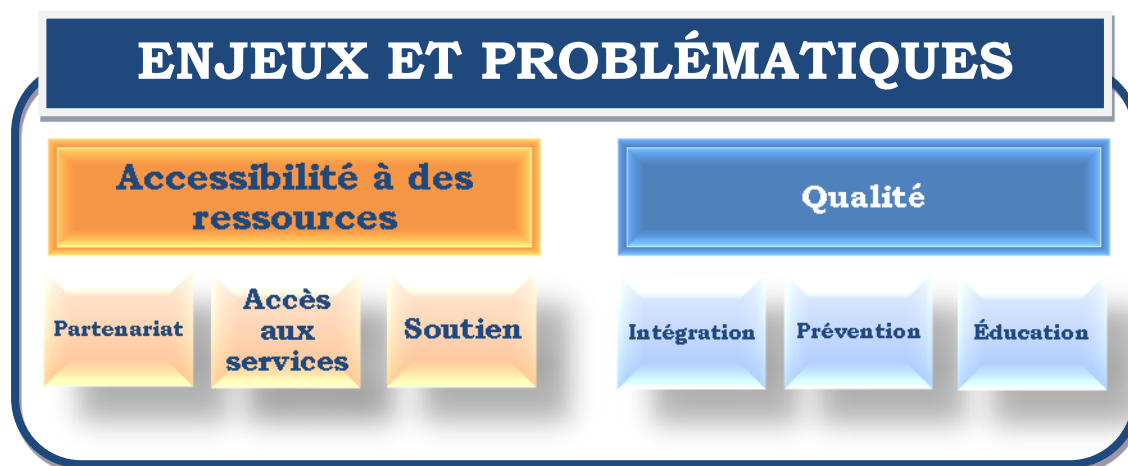 ENJEUX ET PROBLÉMATIQUES
Accessibilité à des
ressources
Qualité
Partenariat
Accès
aux
services
Soutien
Intégration
Prévention
Éducation